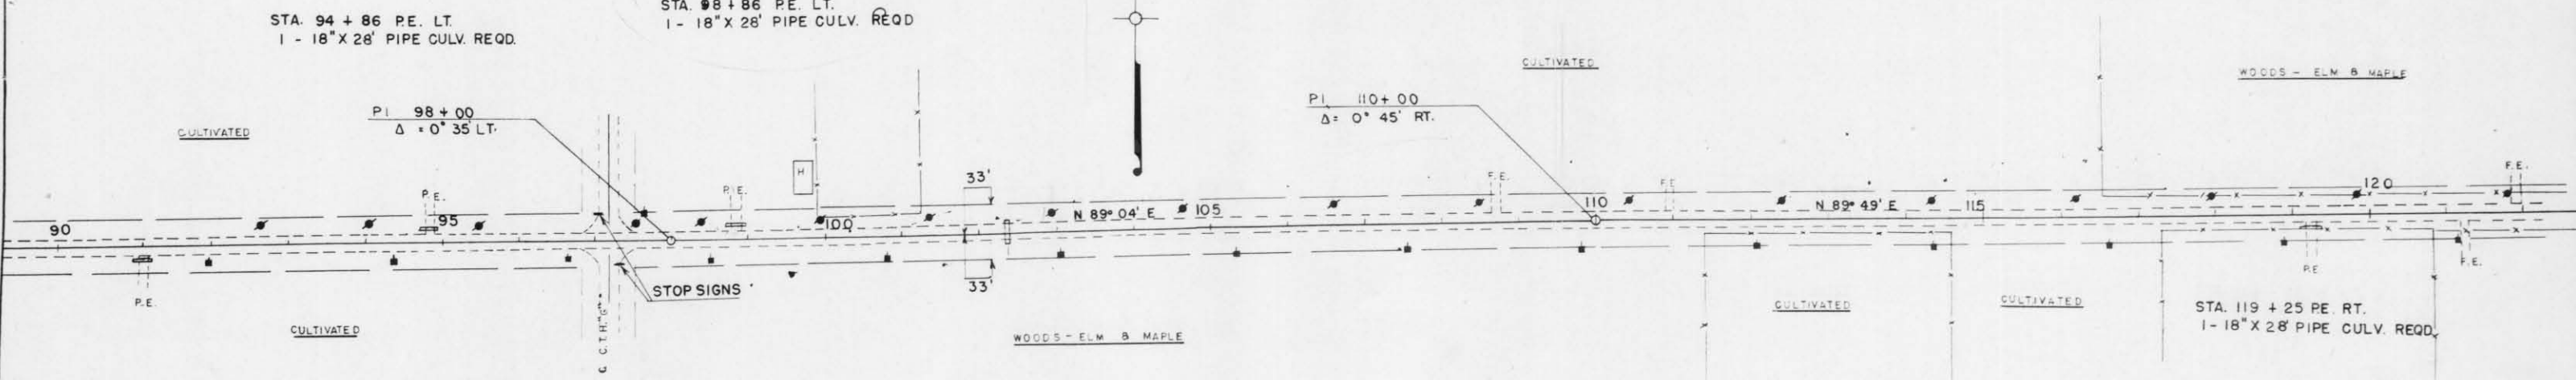 STA. 94 + 86 P.E. LT.
1 - 18" X 28' PIPE CULV. REQD.
STA. 98 + 86 P.E. LT.
1 - 18" X 28' PIPE CULV. REQD
CULTIVATED
WOODS - ELM & MAPLE
PI 110 + 00
Δ = 0° 45' RT.
PI 98 + 00
Δ = 0° 35' LT.
CULTIVATED
H
33'
P.E.
P.E.
F.E.
F.E.
F.E.
90
95
100
N 89° 04' E
105
110
N 89° 49' E
115
120
33'
STOP SIGNS
P.E.
P.E.
F.E.
C.T.H. "G"
CULTIVATED
WOODS - ELM & MAPLE
CULTIVATED
CULTIVATED
STA. 119 + 25 P.E. RT.
1 - 18" X 28' PIPE CULV. REQD.